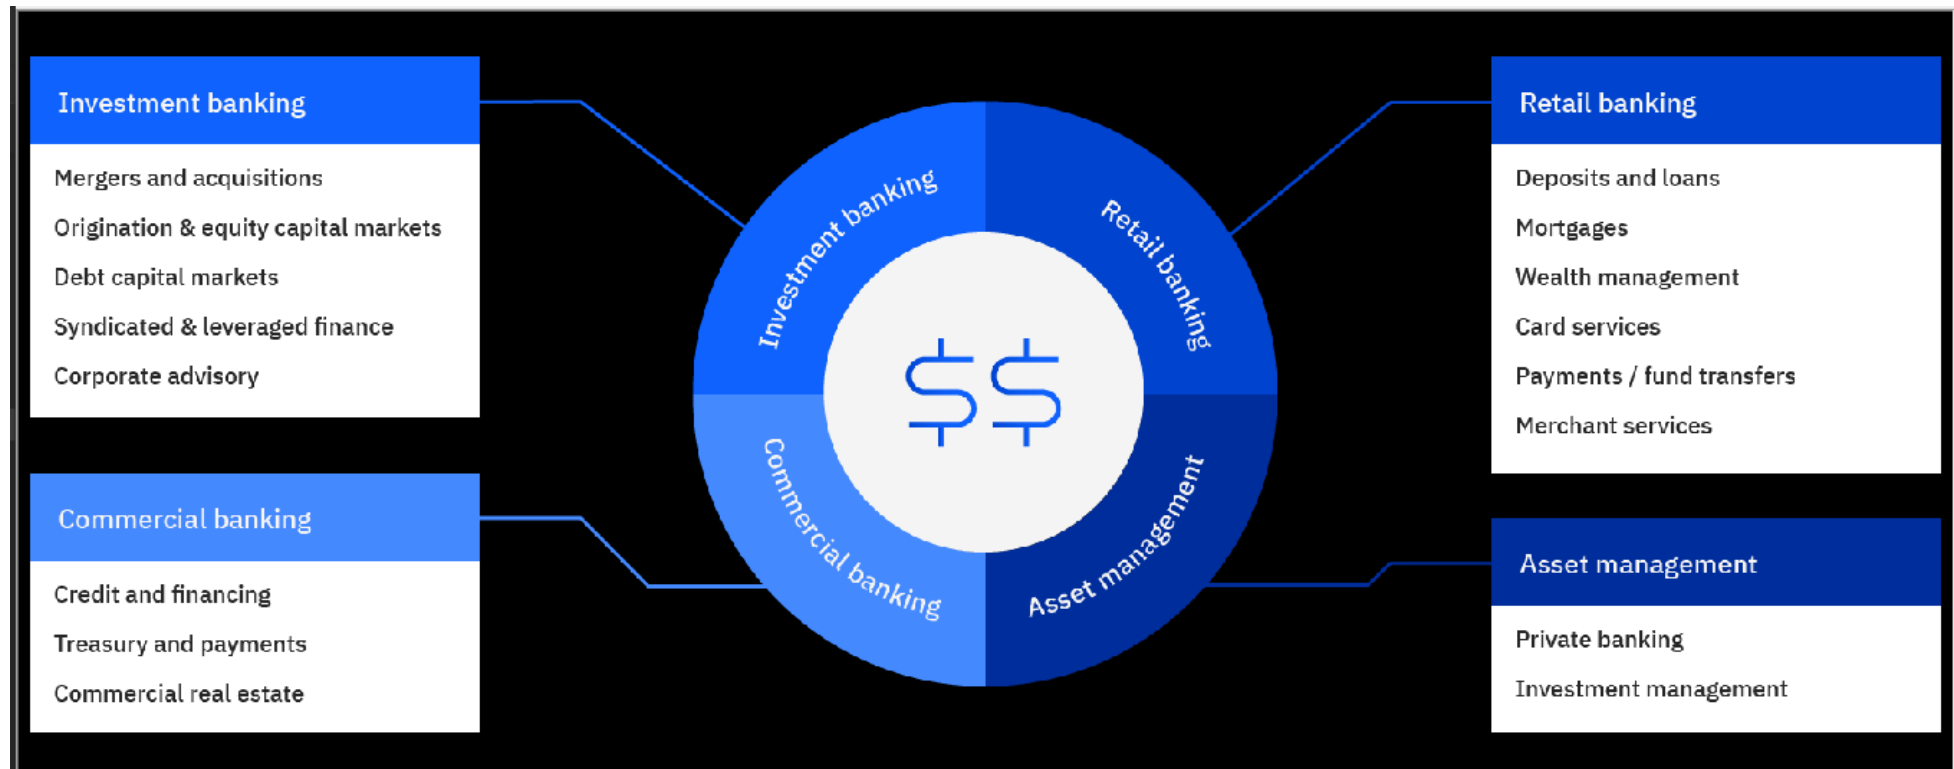 Investment banking
Mergers and acquisitions
Origination & equity capital markets
Debt capital markets
Syndicated & leveraged finance
Corporate advisory
Commercial banking
Credit and financing
Treasury and payments
Commercial real estate
Investment banking
Retail banking
Commercial banking
Asset management
$$
Retail banking
Deposits and loans
Mortgages
Wealth management
Card services
Payments / fund transfers
Merchant services
Asset management
Private banking
Investment management